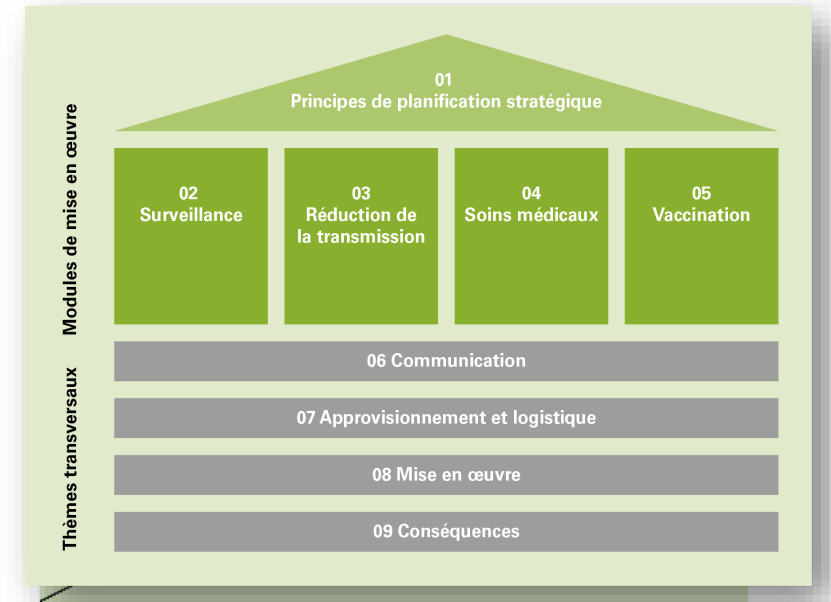 01
Principes de planification stratégique
Modules de mise en œuvre
02
Surveillance
03
Réduction de
la transmission
04
Soins médicaux
05
Vaccination
Thèmes transversaux
06 Communication
07 Approvisionnement et logistique
08 Mise en œuvre
09 Conséquences